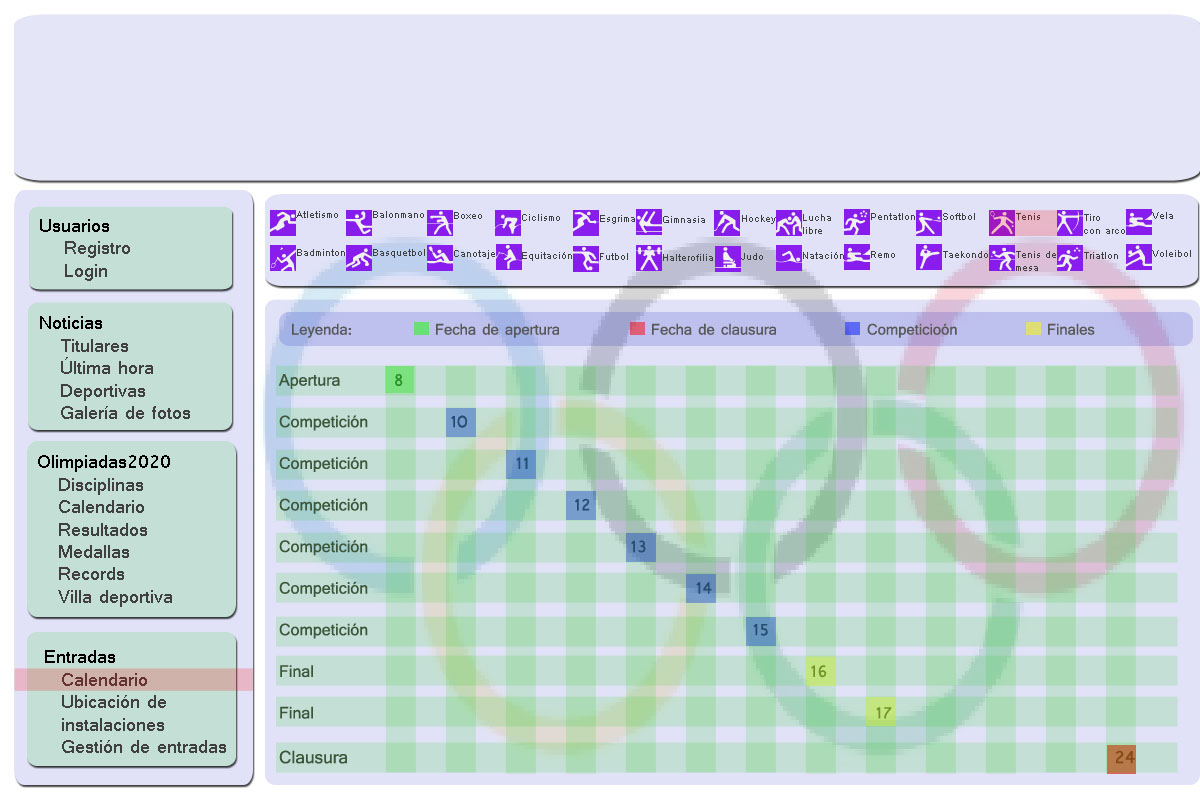 Usuarios
Registro
Login
Noticias
Titulares
Última hora
Deportivas
Galería de fotos
Olimpiadas2020
Disciplinas
Calendario
Resultados
Medallas
Records
Villa deportiva
Entradas
Calendario
Ubicación de
instalaciones
Gestión de entradas
Atletismo Balonmano Boxeo Ciclismo Esgrima Gimnasia Hockey Lucha libre Pentatlon Softbol Tenis Tiro con arco Vela
Badminton Basquetbol Canotaje Equitación Futbol Halterofilia Judo Natación Remo Taekondo Tenis de mesa Triatlon Voleibol
Leyenda: Fecha de apertura Fecha de clausura Competicioón Finales
Apertura 8
Competición 10
Competición 11
Competición 12
Competición 13
Competición 14
Competición 15
Final 16
Final 17
Clausura 24